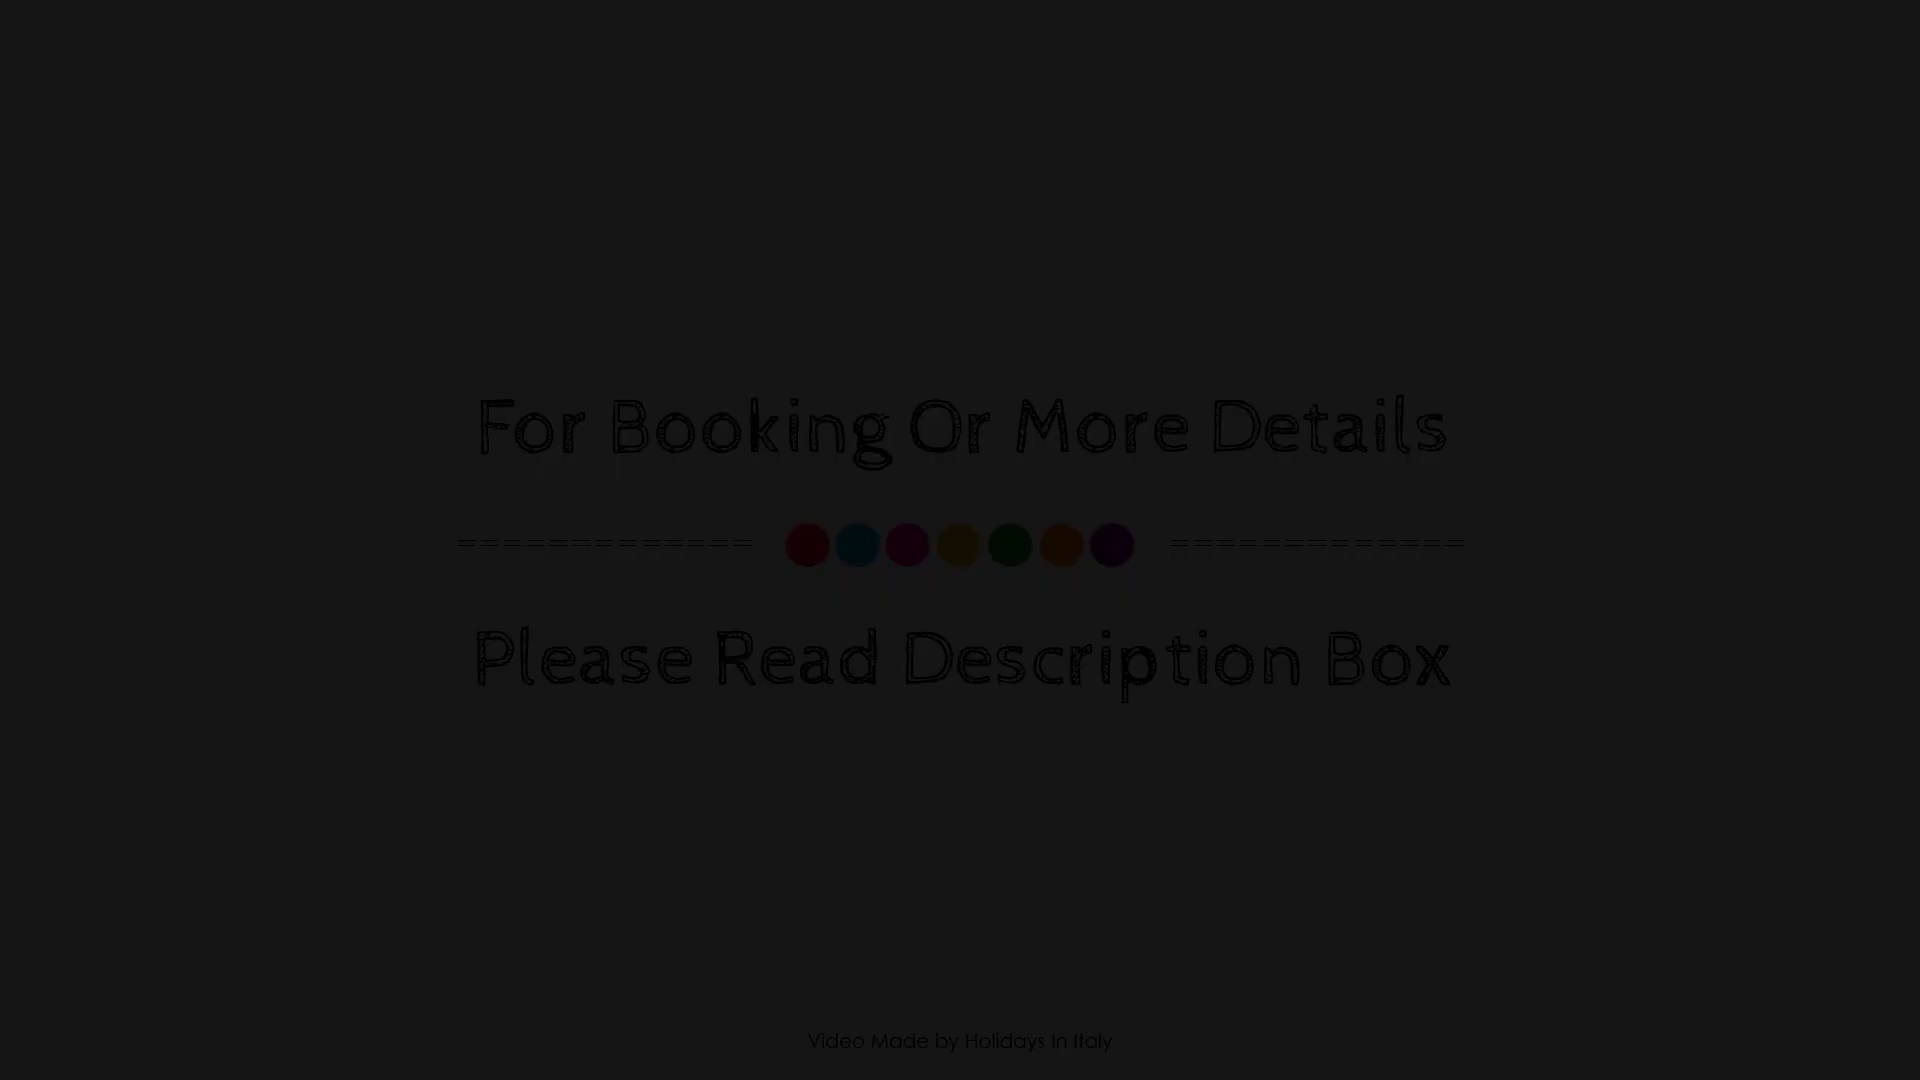 For Booking Or More Details
============= =============
Please Read Description Box
Video Made by Holidays In Italy